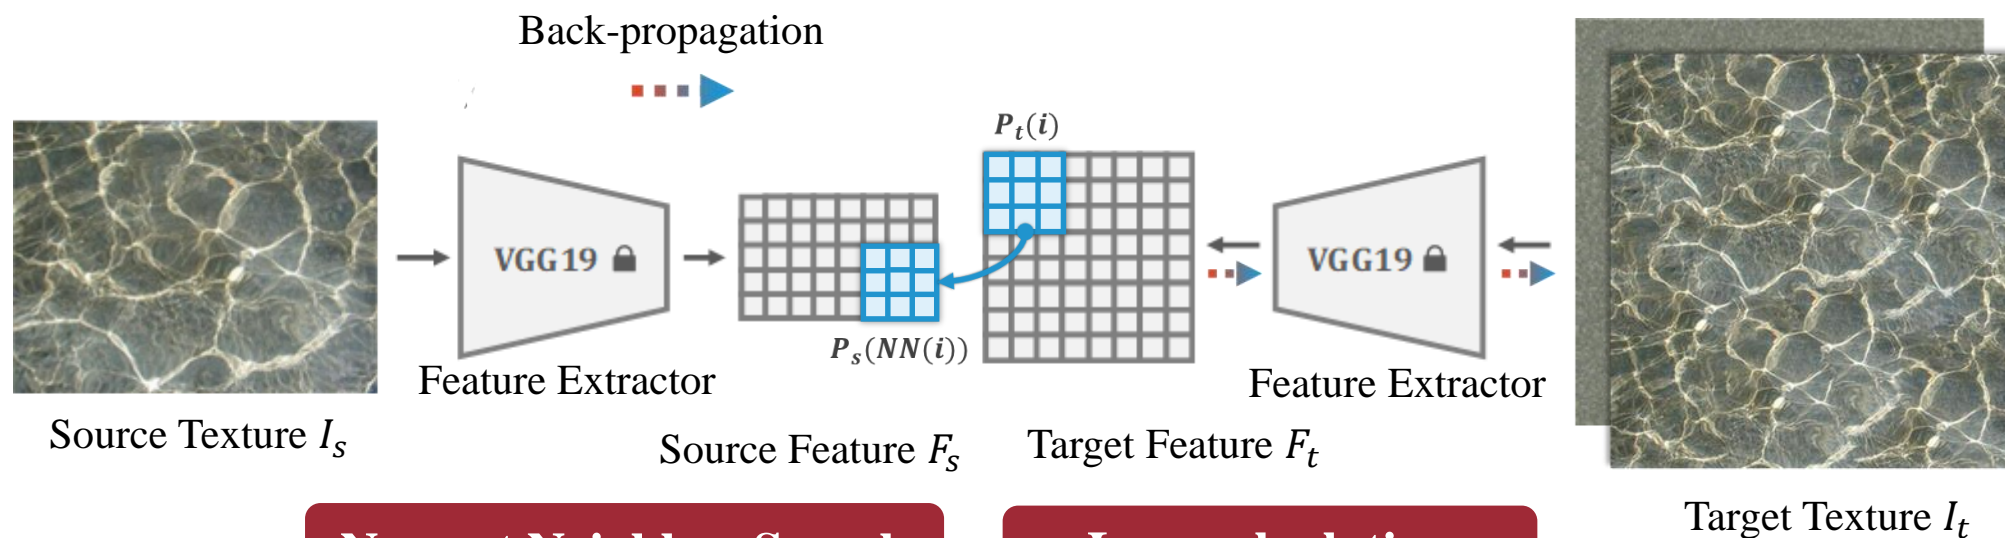 Back-propagation
P_t(i)
VGG19
VGG19
P_s(NN(i))
Feature Extractor
Feature Extractor
Source Texture I_s
Source Feature F_s
Target Feature F_t
Target Texture I_t